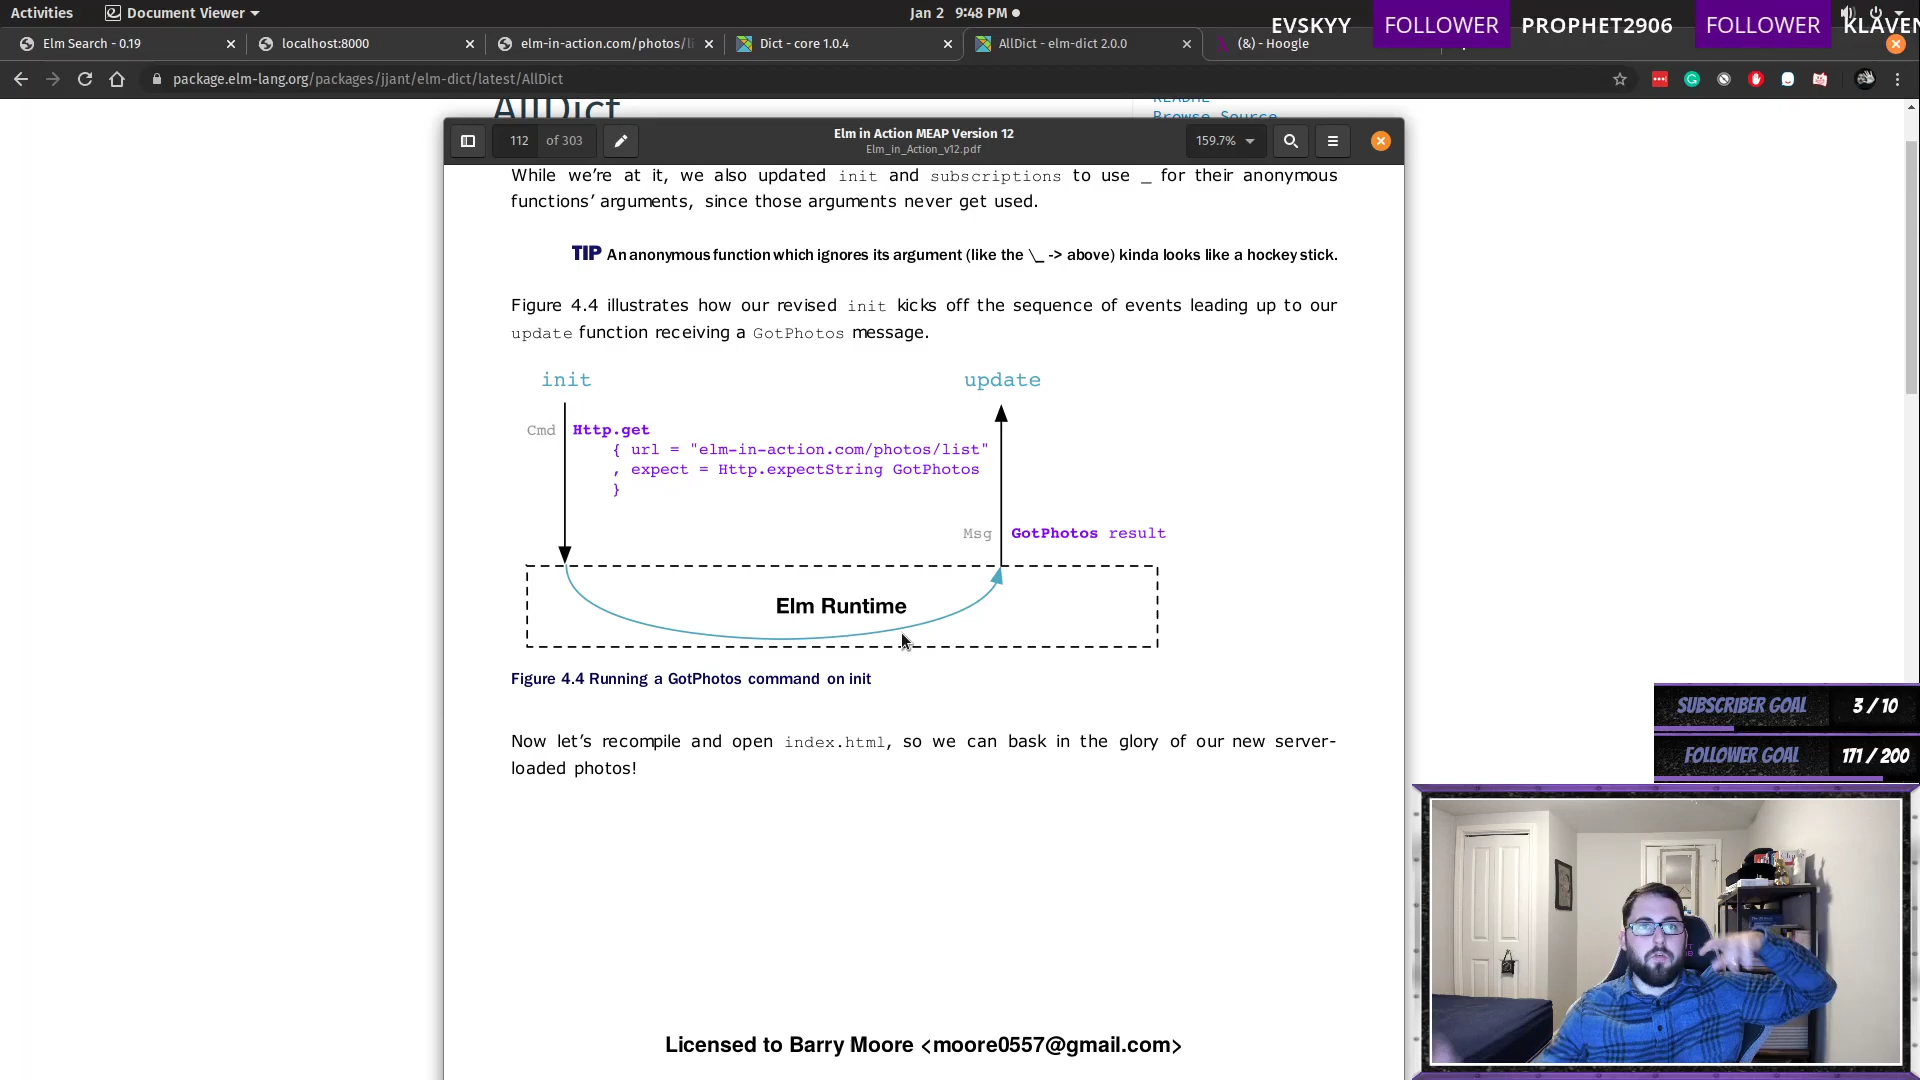 Activities
Document Viewer
Jan 2 9:48 PM
EVSKYY FOLLOWER PROPHET2906 FOLLOWER KLAVEN
Elm Search - 0.19
localhost:8000
elm-in-action.com/photos/li
Dict - core 1.0.4
AllDict - elm-dict 2.0.0
(&) - Hoogle
package.elm-lang.org/packages/jjant/elm-dict/latest/AllDict
AllDict
README
Browse Source
112 of 303
Elm in Action MEAP Version 12
Elm_in_Action_v12.pdf
159.7%
While we’re at it, we also updated init and subscriptions to use _ for their anonymous
functions’ arguments, since those arguments never get used.
TIP An anonymous function which ignores its argument (like the \_ -> above) kinda looks like a hockey stick.
Figure 4.4 illustrates how our revised init kicks off the sequence of events leading up to our
update function receiving a GotPhotos message.
init
update
Cmd Http.get
{ url = "elm-in-action.com/photos/list"
, expect = Http.expectString GotPhotos
}
Msg GotPhotos result
Elm Runtime
Figure 4.4 Running a GotPhotos command on init
Now let’s recompile and open index.html, so we can bask in the glory of our new server-
loaded photos!
Licensed to Barry Moore <moore0557@gmail.com>
SUBSCRIBER GOAL 3 / 10
FOLLOWER GOAL 171 / 200